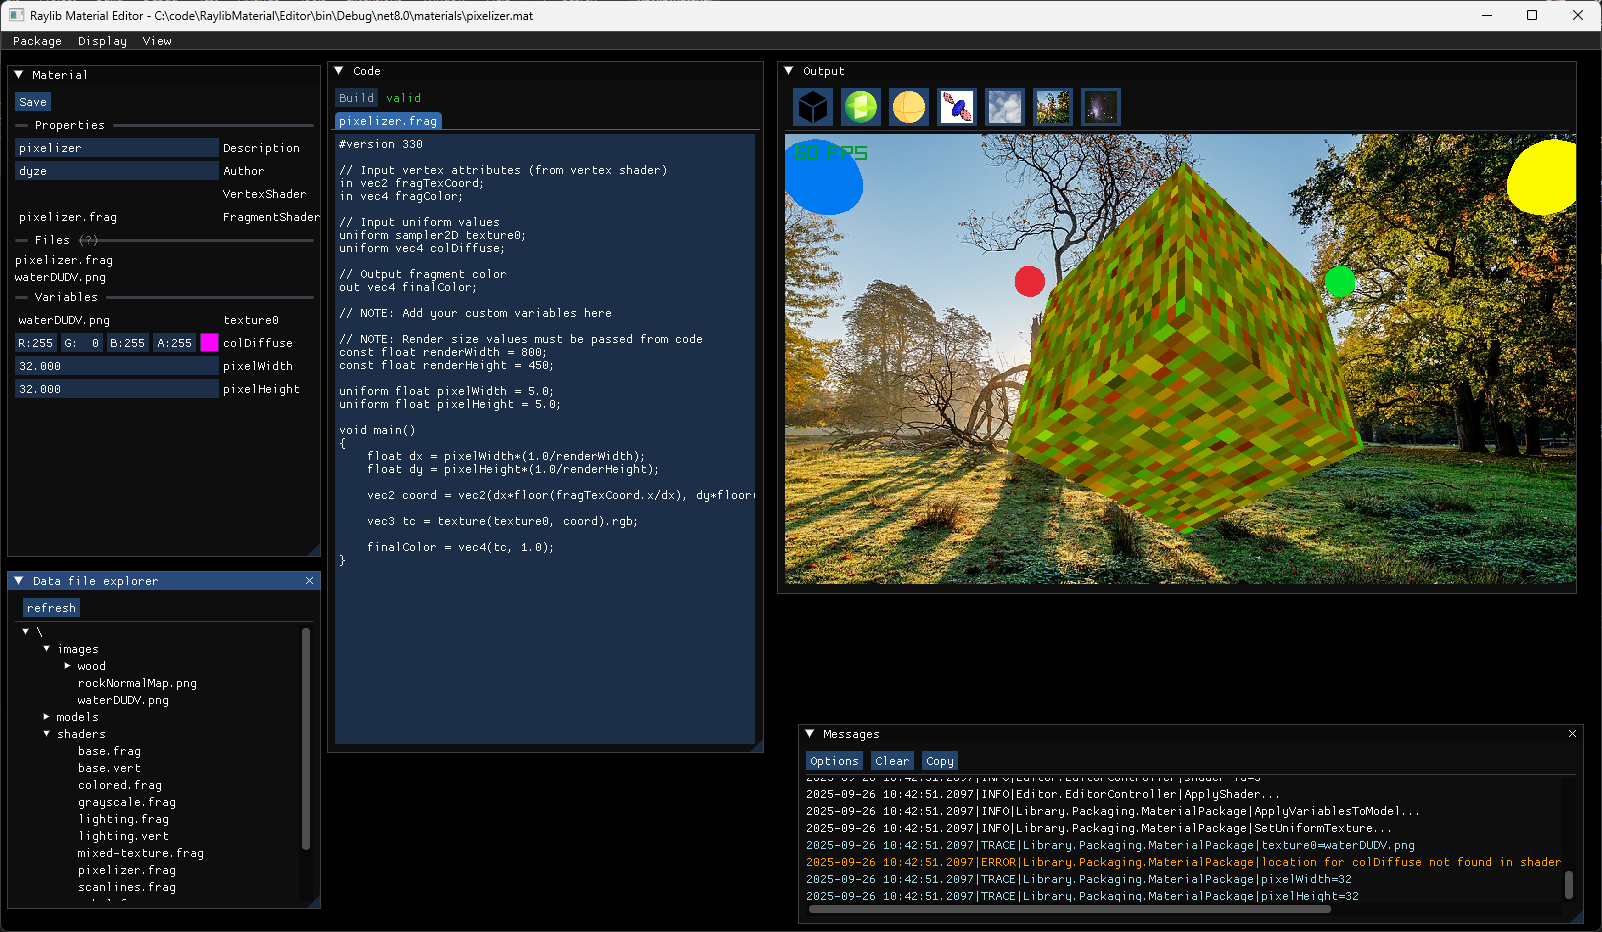 Raylib Material Editor - C:\code\RaylibMaterial\Editor\bin\Debug\net8.0\materials\pixelizer.mat
Package Display View
Material
Save
Properties
pixelizer Description
dyze Author
VertexShader
pixelizer.frag FragmentShader
Files (?)
pixelizer.frag
waterDUDV.png
Variables
waterDUDV.png texture0
R:255 G: 0 B:255 A:255 colDiffuse
32.000 pixelWidth
32.000 pixelHeight
Data file explorer
refresh
\
images
wood
rockNormalMap.png
waterDUDV.png
models
shaders
base.frag
base.vert
colored.frag
grayscale.frag
lighting.frag
lighting.vert
mixed-texture.frag
pixelizer.frag
scanlines.frag
Code
Build valid
pixelizer.frag
#version 330
// Input vertex attributes (from vertex shader)
in vec2 fragTexCoord;
in vec4 fragColor;
// Input uniform values
uniform sampler2D texture0;
uniform vec4 colDiffuse;
// Output fragment color
out vec4 finalColor;
// NOTE: Add your custom variables here
// NOTE: Render size values must be passed from code
const float renderWidth = 800;
const float renderHeight = 450;
uniform float pixelWidth = 5.0;
uniform float pixelHeight = 5.0;
void main()
{
float dx = pixelWidth*(1.0/renderWidth);
float dy = pixelHeight*(1.0/renderHeight);
vec2 coord = vec2(dx*floor(fragTexCoord.x/dx), dy*floor(
vec3 tc = texture(texture0, coord).rgb;
finalColor = vec4(tc, 1.0);
}
Output
60 FPS
Messages
Options Clear Copy
2025-09-26 10:42:51.2097|INFO|Editor.EditorController|shader id=3
2025-09-26 10:42:51.2097|INFO|Editor.EditorController|ApplyShader...
2025-09-26 10:42:51.2097|INFO|Library.Packaging.MaterialPackage|ApplyVariablesToModel...
2025-09-26 10:42:51.2097|INFO|Library.Packaging.MaterialPackage|SetUniformTexture...
2025-09-26 10:42:51.2097|TRACE|Library.Packaging.MaterialPackage|texture0=waterDUDV.png
2025-09-26 10:42:51.2097|ERROR|Library.Packaging.MaterialPackage|location for colDiffuse not found in shader
2025-09-26 10:42:51.2097|TRACE|Library.Packaging.MaterialPackage|pixelWidth=32
2025-09-26 10:42:51.2097|TRACE|Library.Packaging.MaterialPackage|pixelHeight=32